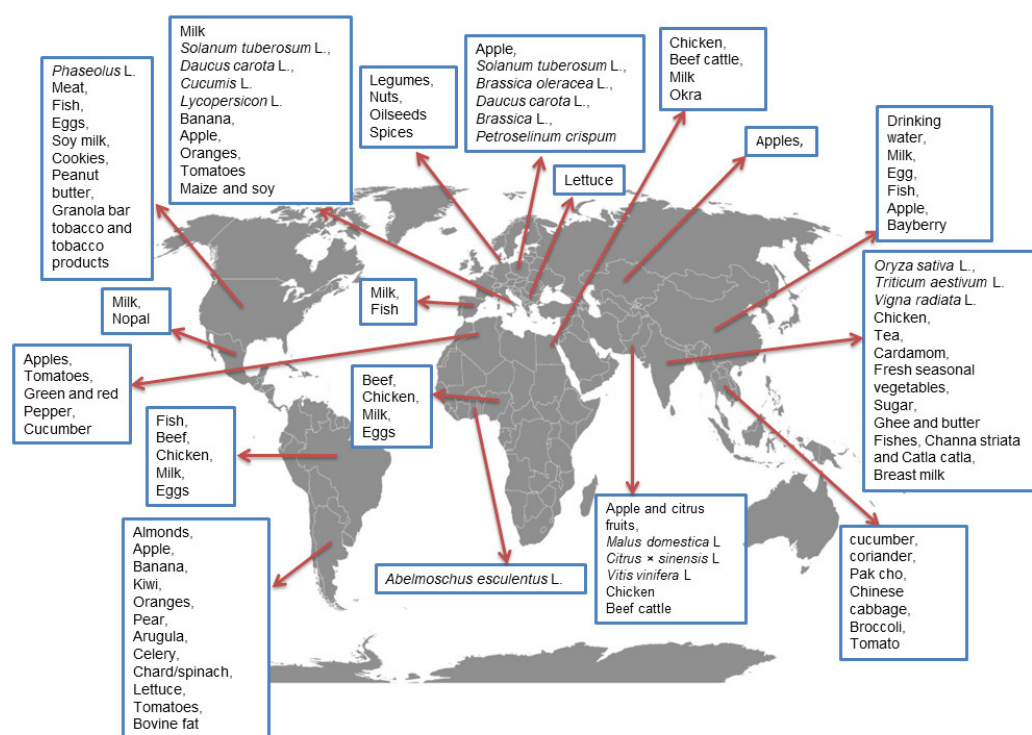 Phaseolus L.
Meat,
Fish,
Eggs,
Soy milk,
Cookies,
Peanut
butter,
Granola bar
tobacco and
tobacco
products
Milk
Solanum tuberosum L.,
Daucus carota L.,
Cucumis L.
Lycopersicon L.
Banana,
Apple,
Oranges,
Tomatoes
Maize and soy
Legumes,
Nuts,
Oilseeds
Spices
Apple,
Solanum tuberosum L.,
Brassica oleracea L.,
Daucus carota L.,
Brassica L.,
Petroselinum crispum
Chicken,
Beef cattle,
Milk
Okra
Apples,
Lettuce
Drinking
water,
Milk,
Egg,
Fish,
Apple,
Bayberry
Milk,
Nopal
Milk,
Fish
Oryza sativa L.,
Triticum aestivum L.
Vigna radiata L.
Chicken,
Tea,
Cardamom,
Fresh seasonal
vegetables,
Sugar,
Ghee and butter
Fishes, Channa striata
and Catla catla,
Breast milk
Apples,
Tomatoes,
Green and red
Pepper,
Cucumber
Beef,
Chicken,
Milk,
Eggs
Fish,
Beef,
Chicken,
Milk,
Eggs
Almonds,
Apple,
Banana,
Kiwi,
Oranges,
Pear,
Arugula,
Celery,
Chard/spinach,
Lettuce,
Tomatoes,
Bovine fat
Abelmoschus esculentus L.
Apple and citrus
fruits,
Malus domestica L
Citrus × sinensis L
Vitis vinifera L
Chicken
Beef cattle
cucumber,
coriander,
Pak cho,
Chinese
cabbage,
Broccoli,
Tomato